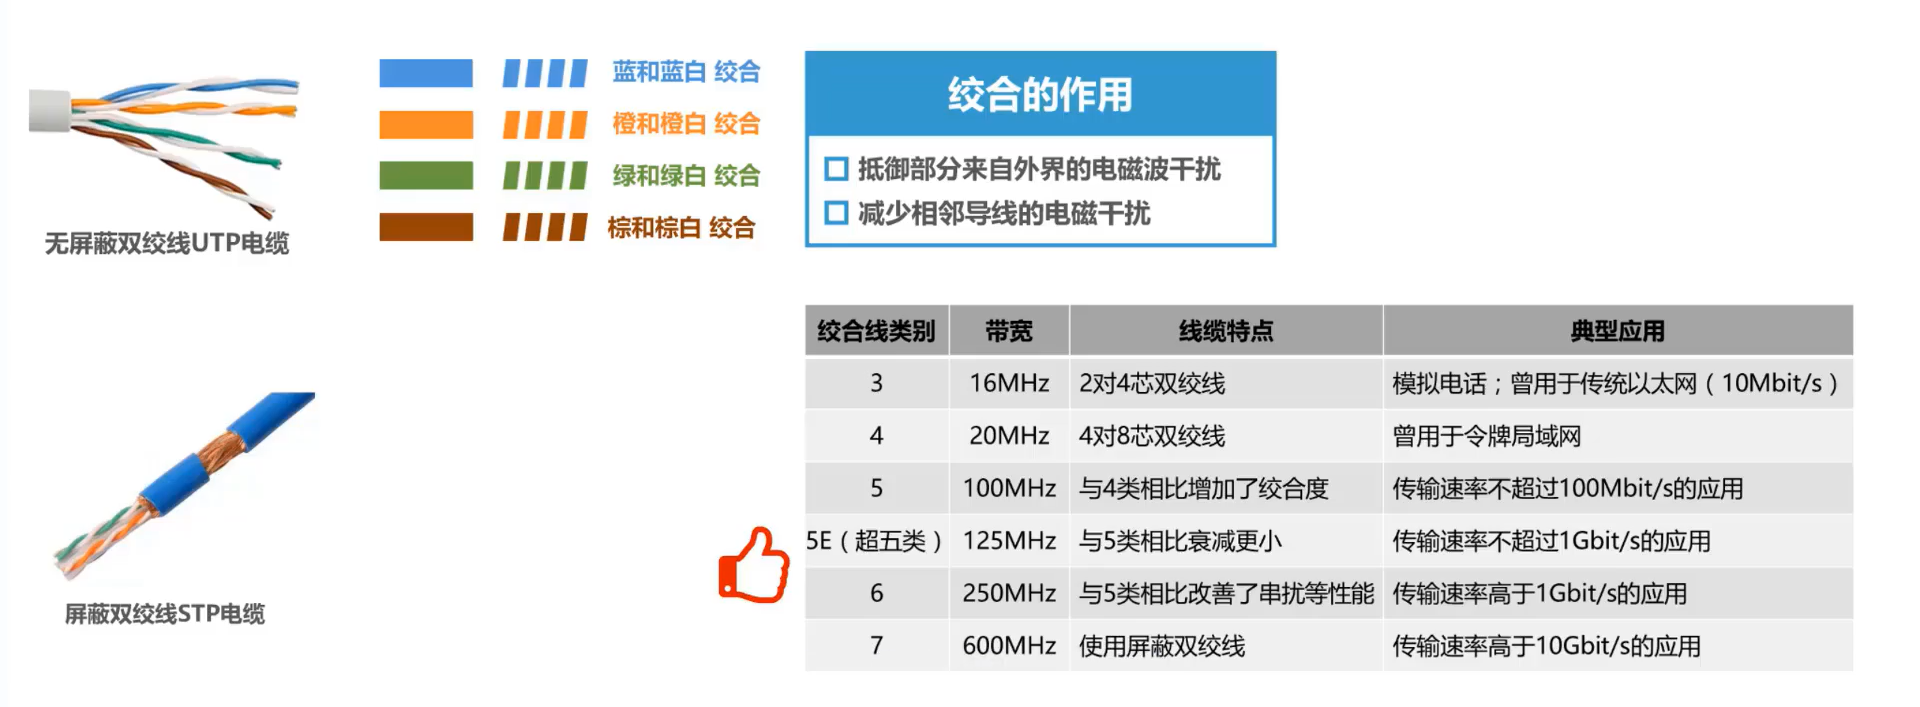 蓝和蓝白 绞合
橙和橙白 绞合
绿和绿白 绞合
棕和棕白 绞合
无屏蔽双绞线UTP电缆
绞合的作用
抵御部分来自外界的电磁波干扰
减少相邻导线的电磁干扰
屏蔽双绞线STP电缆
绞合线类别 带宽 线缆特点 典型应用
3 16MHz 2对4芯双绞线 模拟电话；曾用于传统以太网（10Mbit/s）
4 20MHz 4对8芯双绞线 曾用于令牌局域网
5 100MHz 与4类相比增加了绞合度 传输速率不超过100Mbit/s的应用
5E（超五类） 125MHz 与5类相比衰减更小 传输速率不超过1Gbit/s的应用
6 250MHz 与5类相比改善了串扰等性能 传输速率高于1Gbit/s的应用
7 600MHz 使用屏蔽双绞线 传输速率高于10Gbit/s的应用